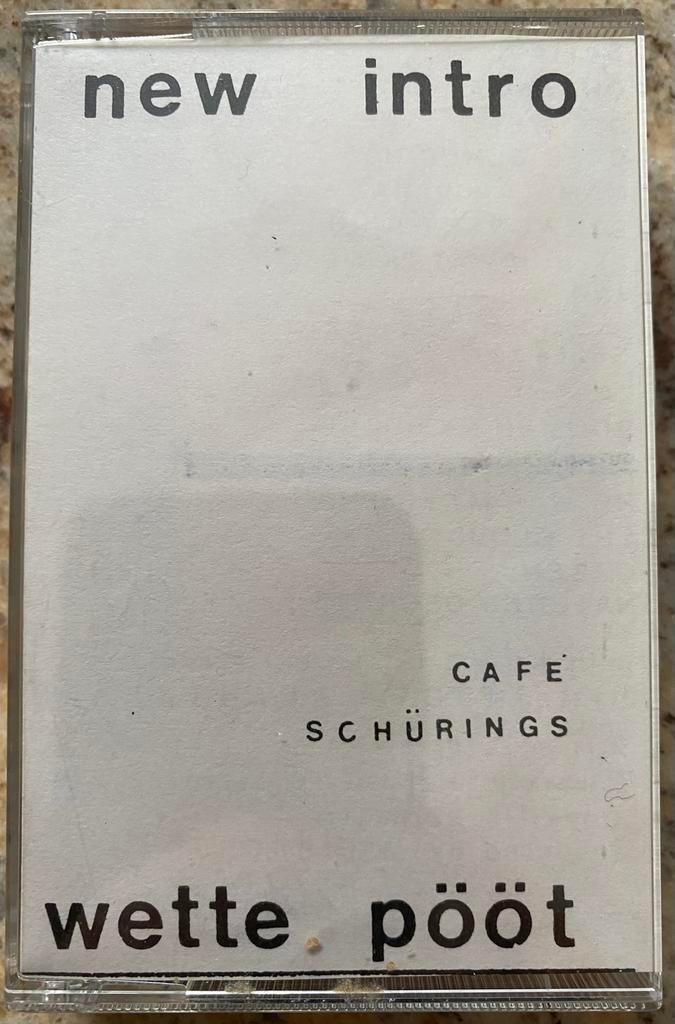 new intro
CAFE
SCHÜRINGS
wette pööt